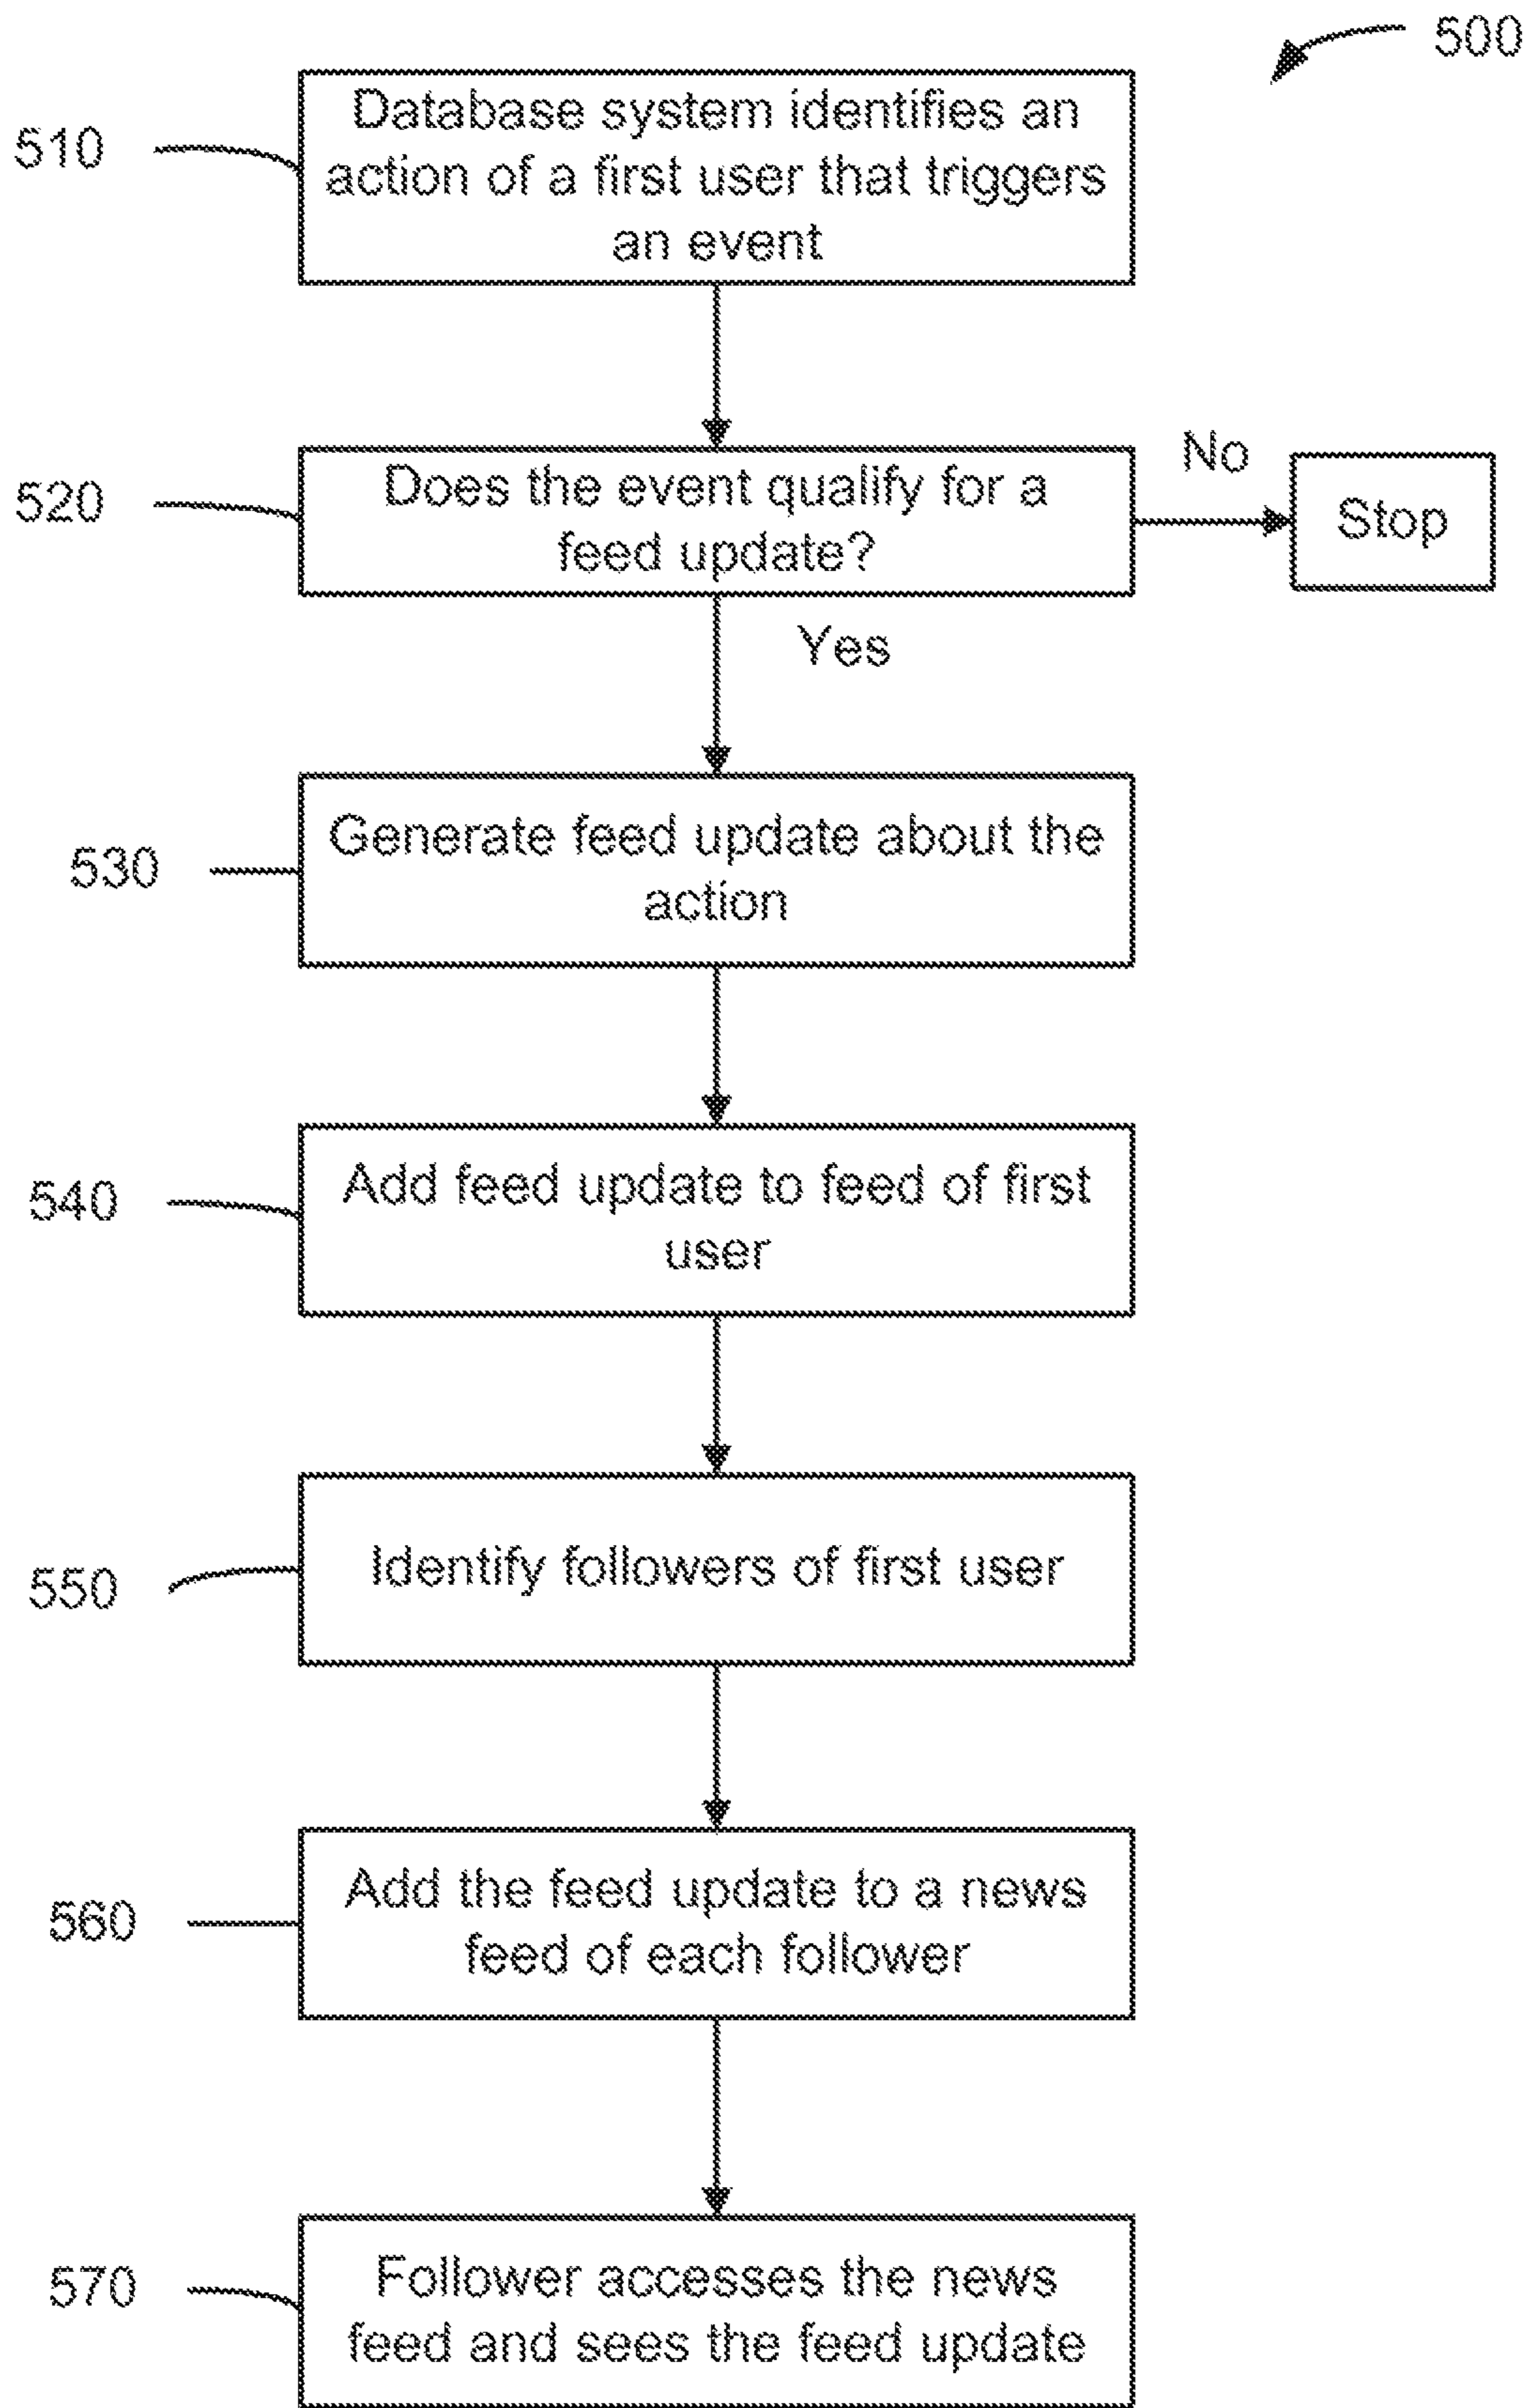 500
510
Database system identifies an
action of a first user that triggers
an event
520
Does the event qualify for a
feed update?
No
Stop
Yes
530
Generate feed update about the
action
540
Add feed update to feed of first
user
550
Identify followers of first user
560
Add the feed update to a news
feed of each follower
570
Follower accesses the news
feed and sees the feed update